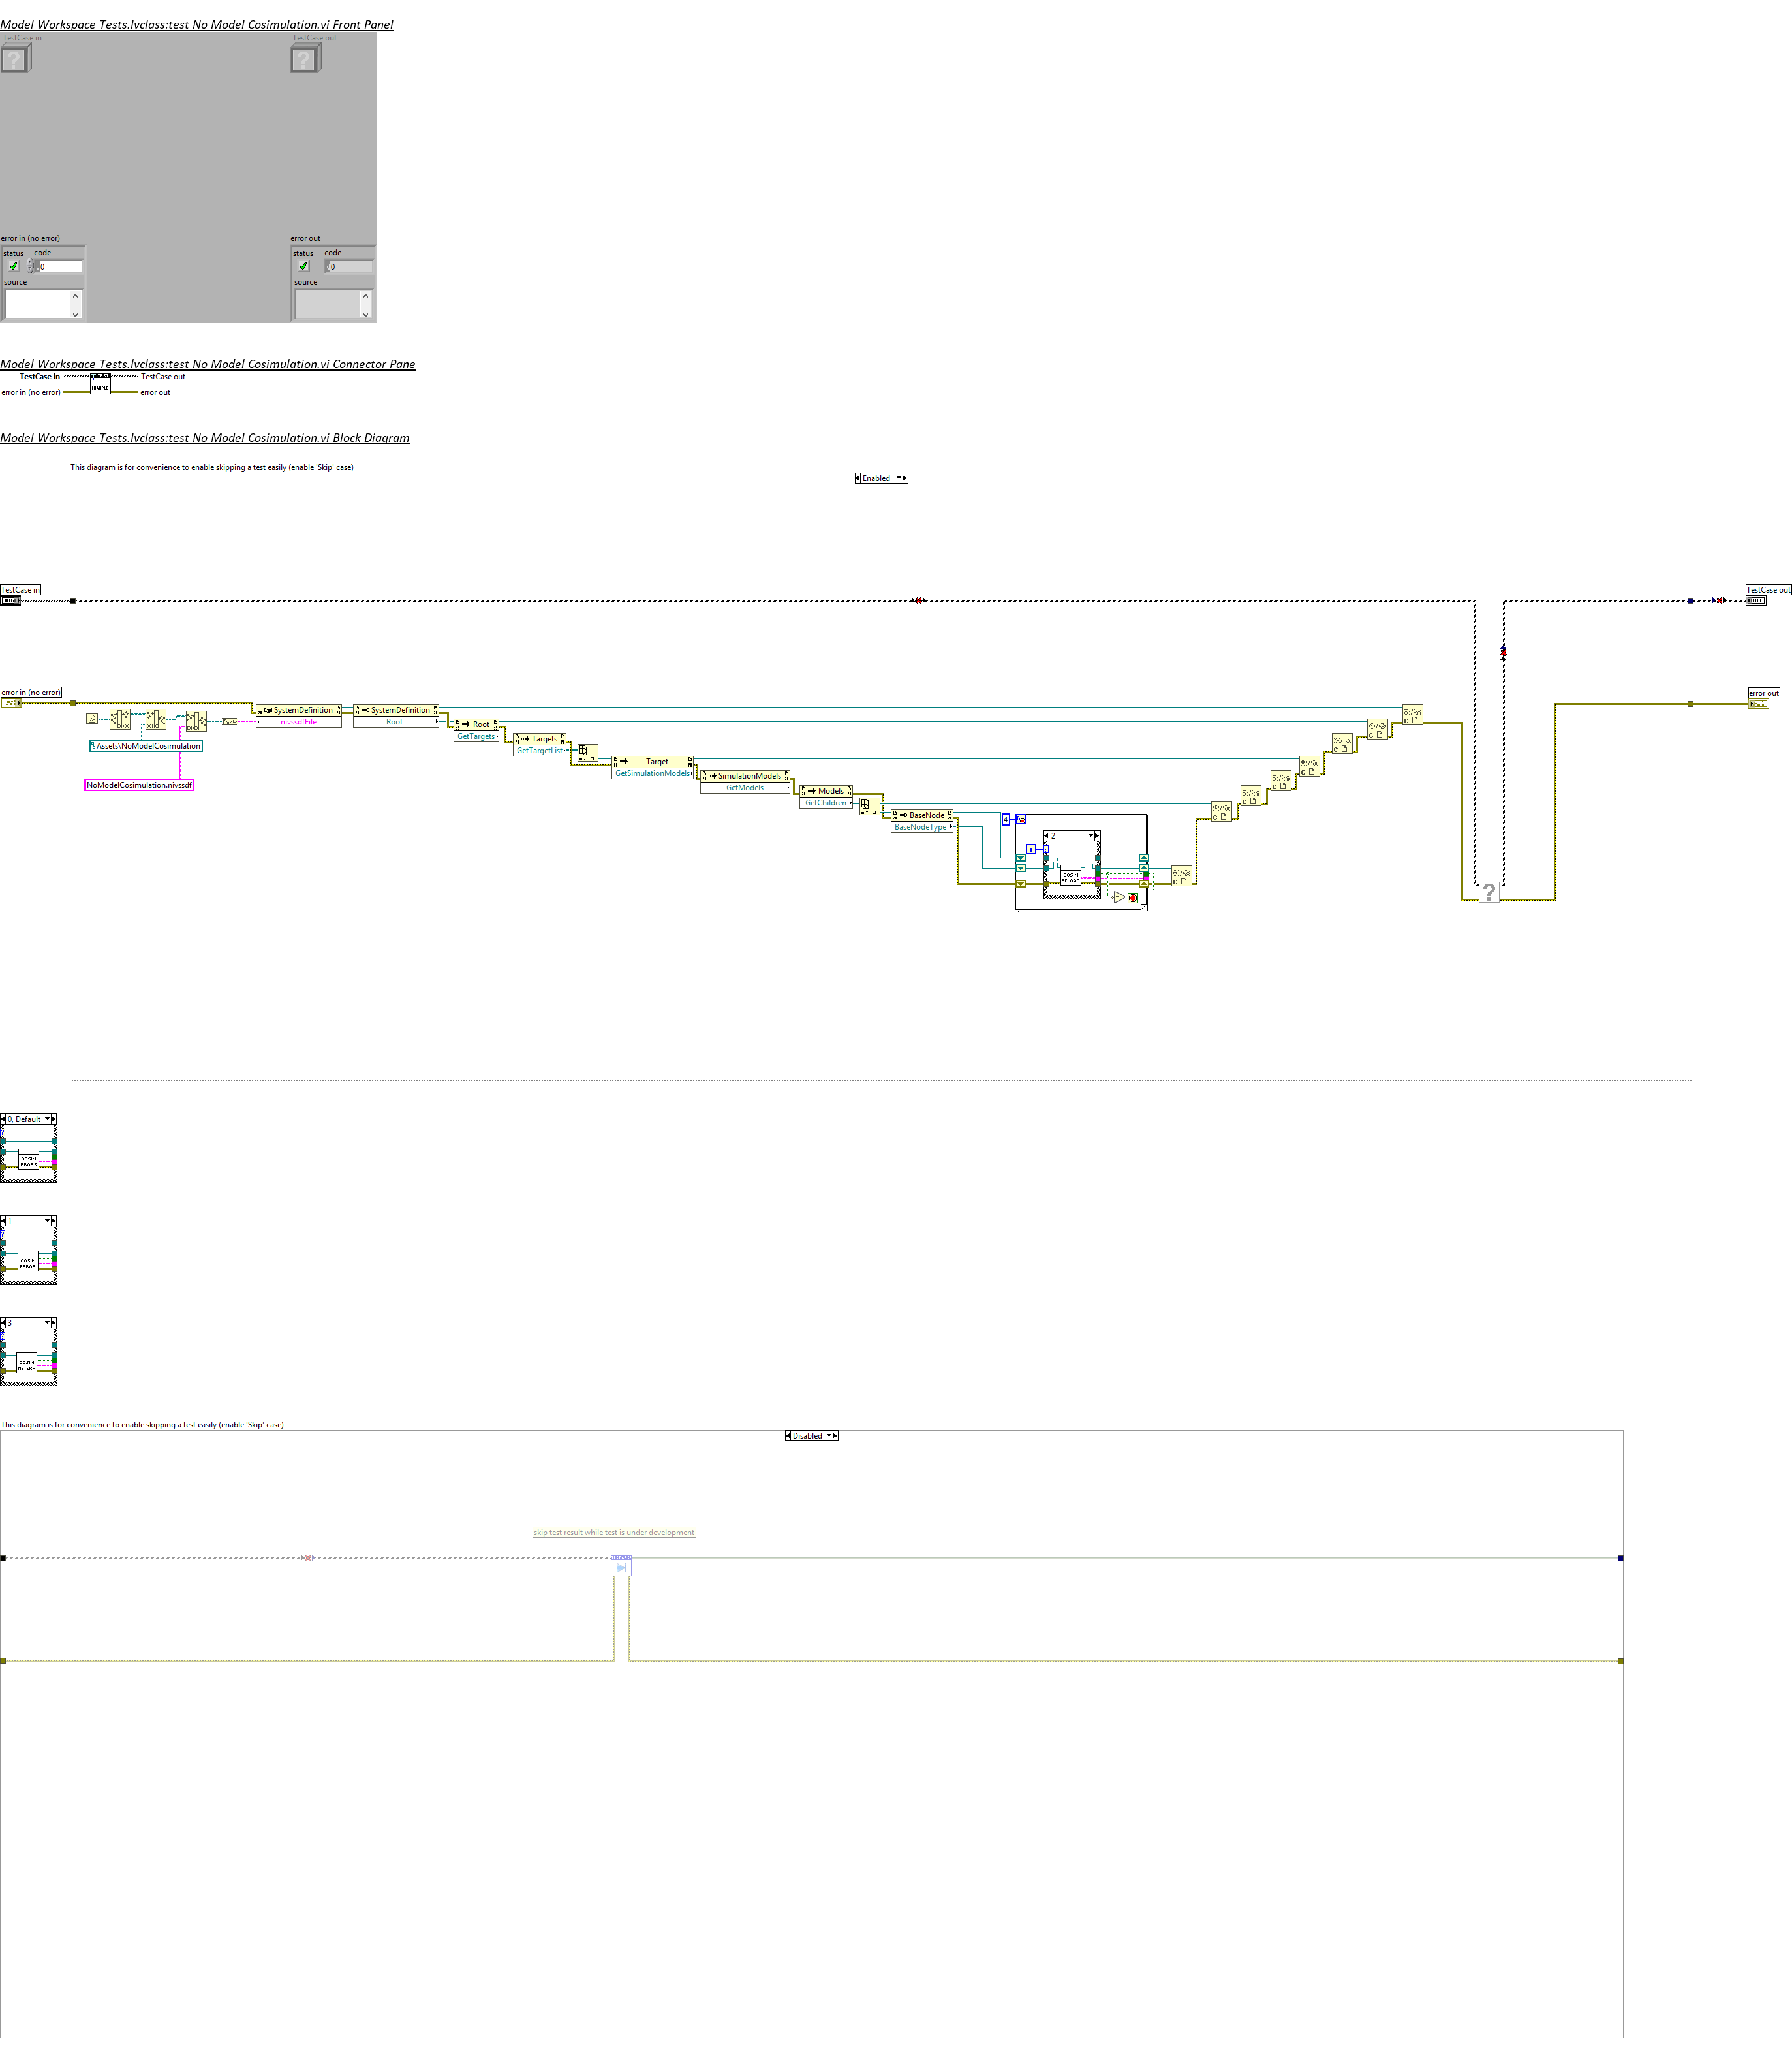 Model Workspace Tests.lvclass:test No Model Cosimulation.vi Front Panel
TestCase in
TestCase out
error in (no error)
error out
status code
status code
0
0
source
source
Model Workspace Tests.lvclass:test No Model Cosimulation.vi Connector Pane
TestCase in
TestCase out
TEST
EXAMPLE
error in (no error)
error out
Model Workspace Tests.lvclass:test No Model Cosimulation.vi Block Diagram
This diagram is for convenience to enable skipping a test easily (enable 'Skip' case)
Enabled
TestCase in
OBJ
TestCase out
OBJ
error in (no error)
error out
SystemDefinition
nivssdfFile
SystemDefinition
Root
Assets\NoModelCosimulation
NoModelCosimulation.nivssdf
Root
GetTargets
Targets
GetTargetList
Target
GetSimulationModels
SimulationModels
GetModels
Models
GetChildren
BaseNode
BaseNodeType
4
N
2
i
COSIM
RELOAD
0, Default
COSIM
PROPS
1
COSIM
ERROR
3
COSIM
NETERR
This diagram is for convenience to enable skipping a test easily (enable 'Skip' case)
Disabled
skip test result while test is under development